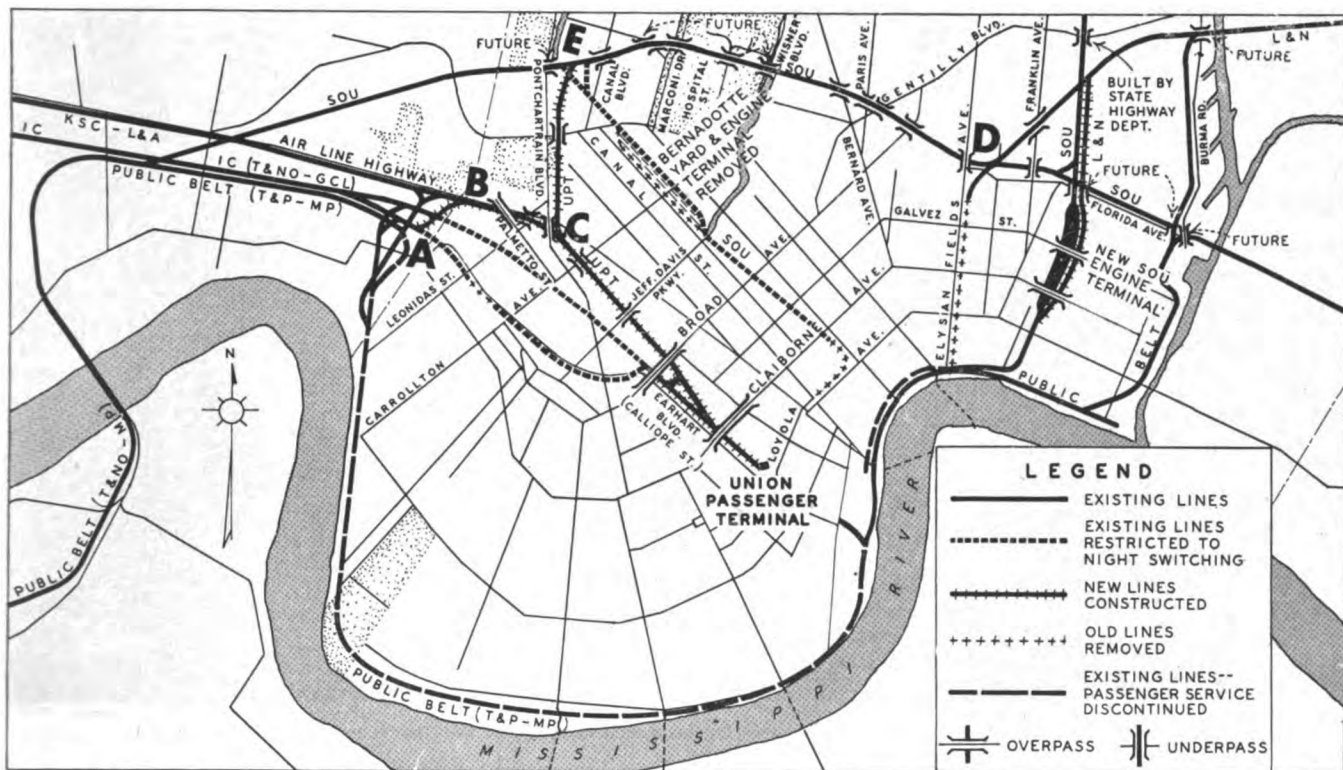 FUTURE
FUTURE
E
PONTCHARTRAIN BLVD.
CANAL BLVD.
MARCONI DR.
HOSPITAL ST.
WISNER BLVD.
SOU
PARIS AVE.
GENTILLY BLVD.
FRANKLIN AVE.
L & N
FUTURE
BUILT BY
STATE
HIGHWAY
DEPT.
BURMA RD.
SOU
KSC - L&A
IC
AIR LINE HIGHWAY
IC (T&NO-GCL)
PUBLIC BELT (T&P-MP)
B
A
C
D
UPT
BERNADOTTE
YARD & ENGINE
TERMINAL
REMOVED
CANAL ST.
BERNARD AVE.
SOU
L & N
FUTURE
SOU
FLORIDA AVE.
FUTURE
GALVEZ ST.
NEW SOU
ENGINE
TERMINAL
PALMETTO ST.
LEONIDAS ST.
UPT
JEFF. DAVIS
PKWY.
SOU
BROAD AVE.
CLAIBORN AVE.
ELYSIAN FIELDS AVE.
CARROLLTON AVE.
EARHART
BLVD.
(CALLIOPE ST.)
LOYOLA
UNION
PASSENGER
TERMINAL
PUBLIC BELT
N
PUBLIC BELT (T&NO-MP)
PUBLIC BELT (T&P-MP)
MISSISSIPPI RIVER
LEGEND
EXISTING LINES
EXISTING LINES
RESTRICTED TO
NIGHT SWITCHING
NEW LINES
CONSTRUCTED
OLD LINES
REMOVED
EXISTING LINES--
PASSENGER SERVICE
DISCONTINUED
OVERPASS
UNDERPASS